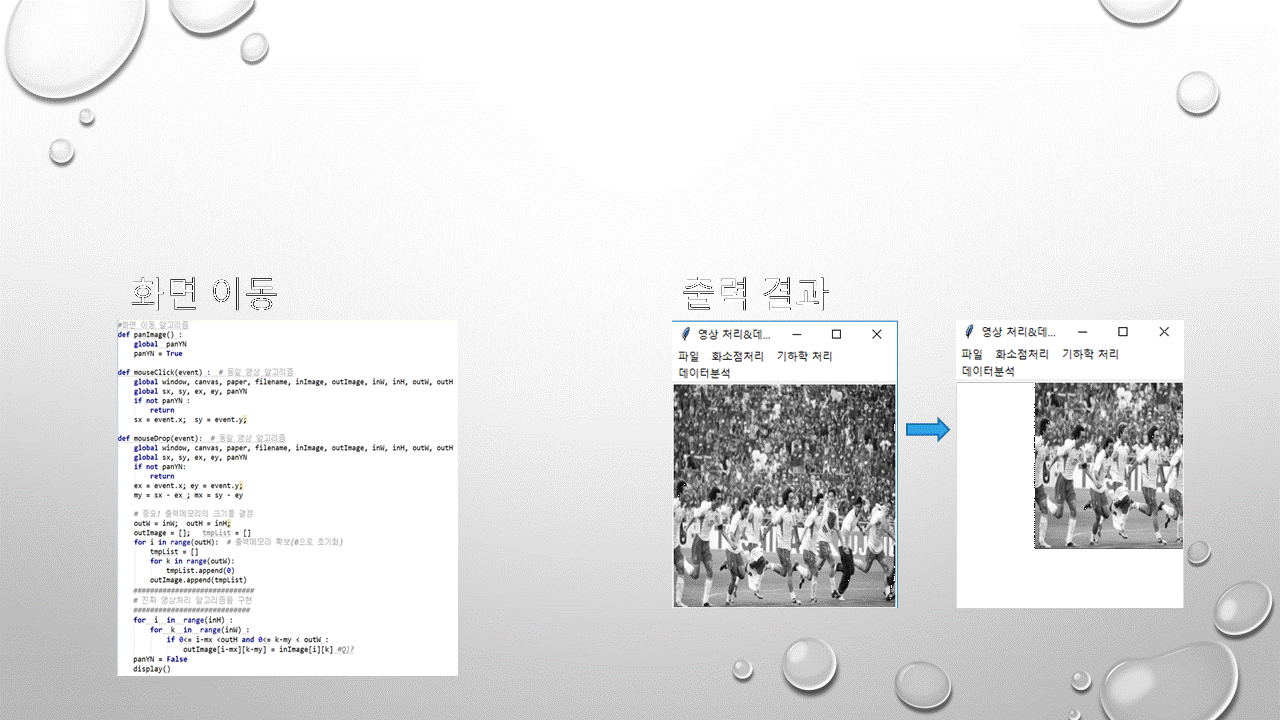 화면 이동
#화면 이동 알고리즘
def panImage() :
global panYN
panYN = True
def mouseClick(event) : # 동일 영상 알고리즘
global window, canvas, paper, filename, inImage, outImage, inW, inH, outW, outH
global sx, sy, ex, ey, panYN
if not panYN :
return
sx = event.x; sy = event.y;
def mouseDrop(event): # 동일 영상 알고리즘
global window, canvas, paper, filename, inImage, outImage, inW, inH, outW, outH
global sx, sy, ex, ey, panYN
if not panYN:
return
ex = event.x; ey = event.y;
my = sx - ex ; mx = sy - ey
# 중요! 출력메모리의 크기를 결정
outW = inW; outH = inH;
outImage = []; tmpList = []
for i in range(outH): # 출력메모리 확보(0으로 초기화)
tmpList = []
for k in range(outW):
tmpList.append(0)
outImage.append(tmpList)
#############################
# 진짜 영상처리 알고리즘을 구현
############################
for i in range(inH) :
for k in range(inW) :
if 0<= i-mx <outH and 0<= k-my < outW :
outImage[i-mx][k-my] = inImage[i][k] #Q)?
panYN = False
display()
출력 결과
영상 처리&데...
파일 화소점처리 기하학 처리
데이터분석
영상 처리&데...
파일 화소점처리 기하학 처리
데이터분석